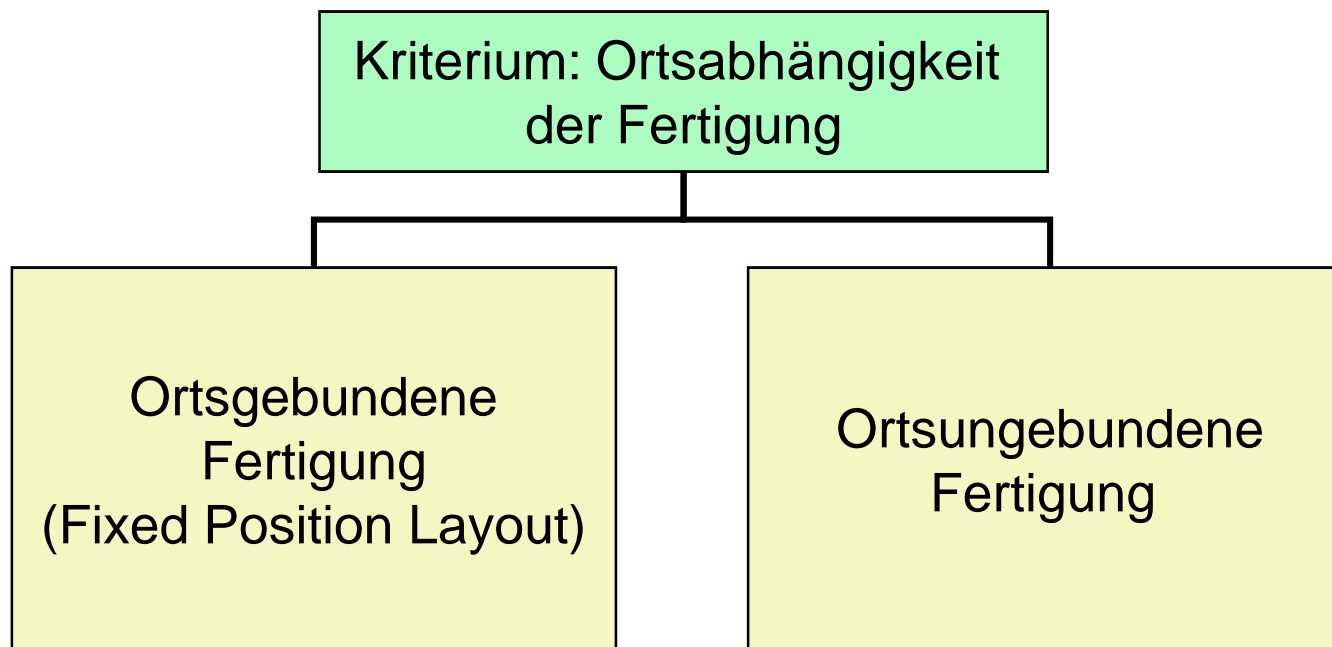 Kriterium: Ortsabhängigkeit
der Fertigung
Ortsgebundene
Fertigung
(Fixed Position Layout)
Ortsungebundene
Fertigung